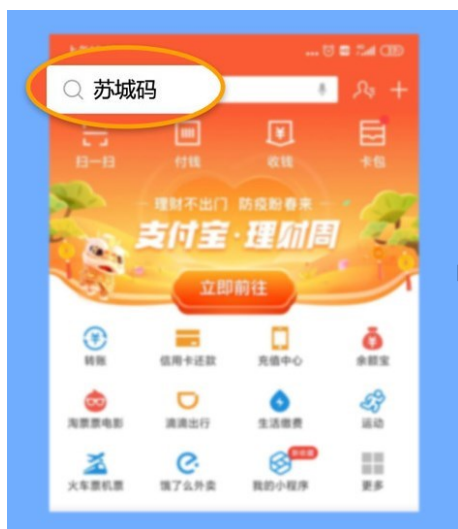 苏城码
扫一扫 付钱 收钱 卡包
理财不出门 防疫盼春来
支付宝·理财周
立即前往
转账 信用卡还款 充值中心 余额宝
淘票票电影 滴滴出行 生活缴费 运动
火车票机票 饿了么外卖 我的小程序 更多